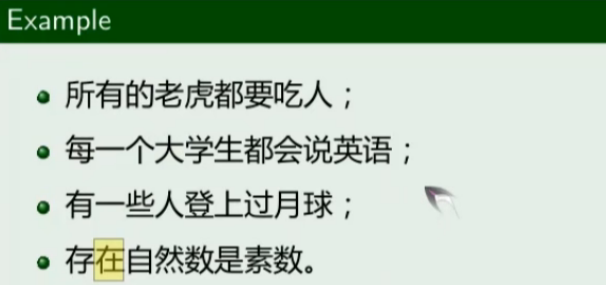 Example
所有的老虎都要吃人；
每一个大学生都会说英语；
有一些人登上过月球；
存在自然数是素数。